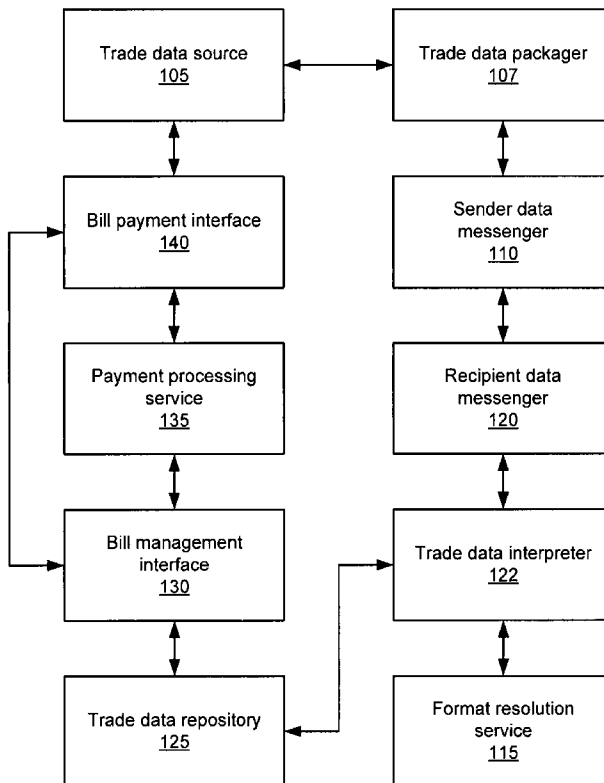 Trade data source
105
Trade data packager
107
Bill payment interface
140
Sender data
messenger
110
Payment processing
service
135
Recipient data
messenger
120
Bill management
interface
130
Trade data interpreter
122
Trade data repository
125
Format resolution
service
115